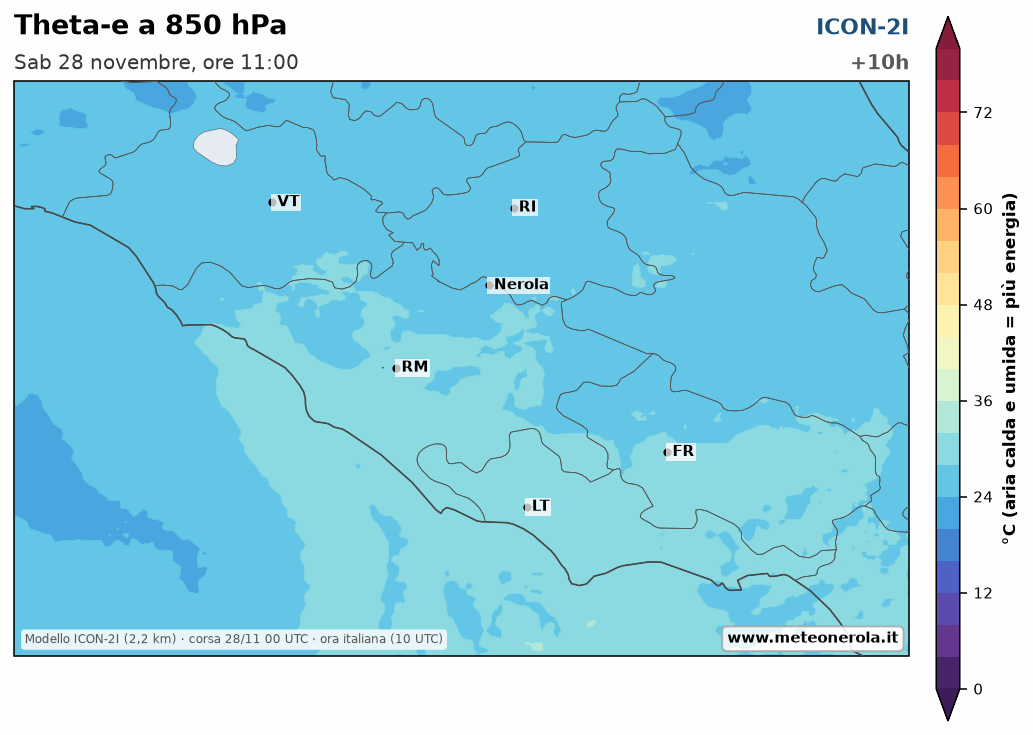 Theta-e a 850 hPa
ICON-2I
Sab 28 novembre, ore 11:00
+10h
VT
RI
Nerola
RM
FR
LT
Modello ICON-2I (2,2 km) · corsa 28/11 00 UTC · ora italiana (10 UTC)
www.meteonerola.it
72
60
48
36
24
12
0
°C (aria calda e umida = più energia)